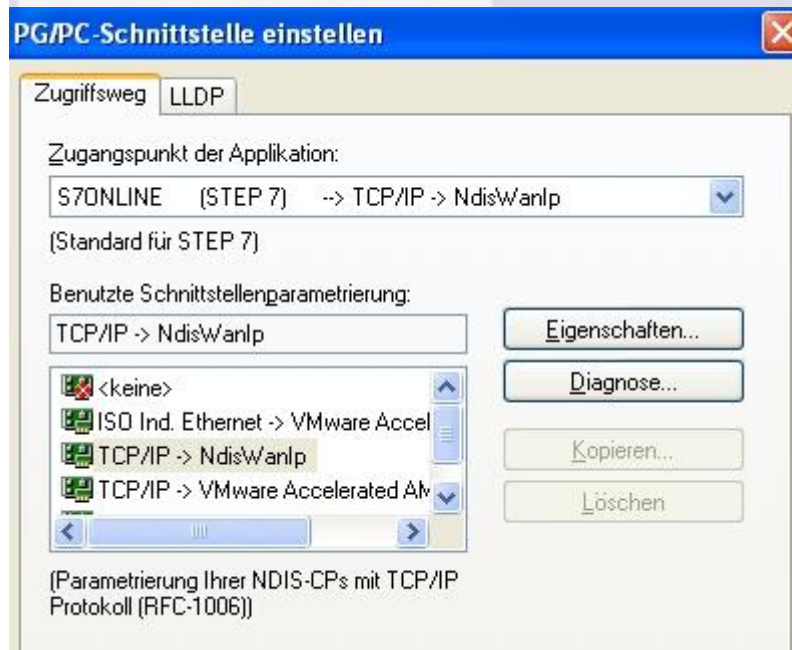 PG/PC-Schnittstelle einstellen
Zugriffsweg LLDP
Zugangspunkt der Applikation:
S7ONLINE (STEP 7) --> TCP/IP -> NdisWanIp
(Standard für STEP 7)
Benutzte Schnittstellenparametrierung:
TCP/IP -> NdisWanIp
Eigenschaften...
<keine>
Diagnose...
ISO Ind. Ethernet -> VMware Accel
TCP/IP -> NdisWanIp
Kopieren...
TCP/IP -> VMware Accelerated AM
Löschen
(Parametrierung Ihrer NDIS-CPs mit TCP/IP
Protokoll (RFC-1006))